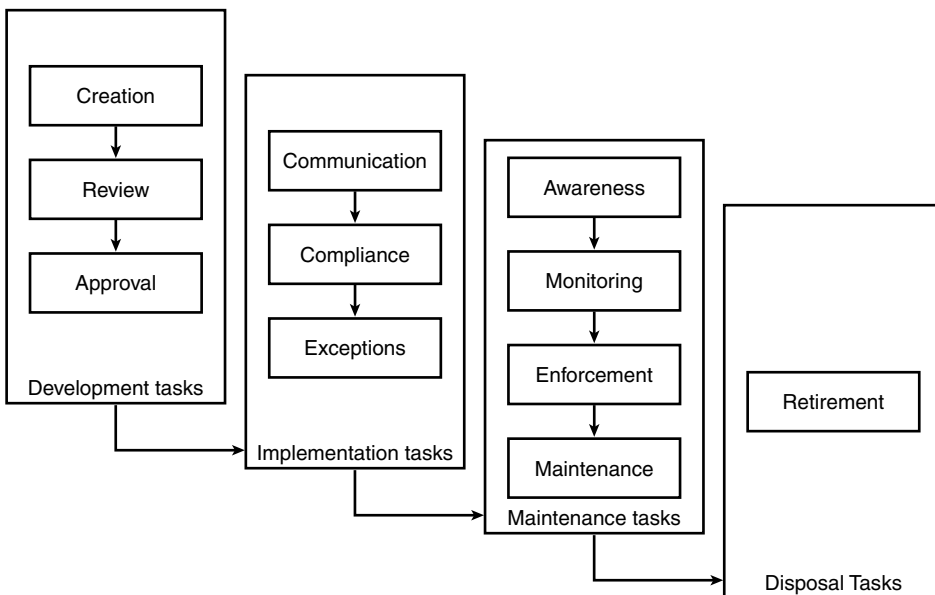 Creation
Review
Approval
Development tasks
Communication
Compliance
Exceptions
Implementation tasks
Awareness
Monitoring
Enforcement
Maintenance
Maintenance tasks
Retirement
Disposal Tasks